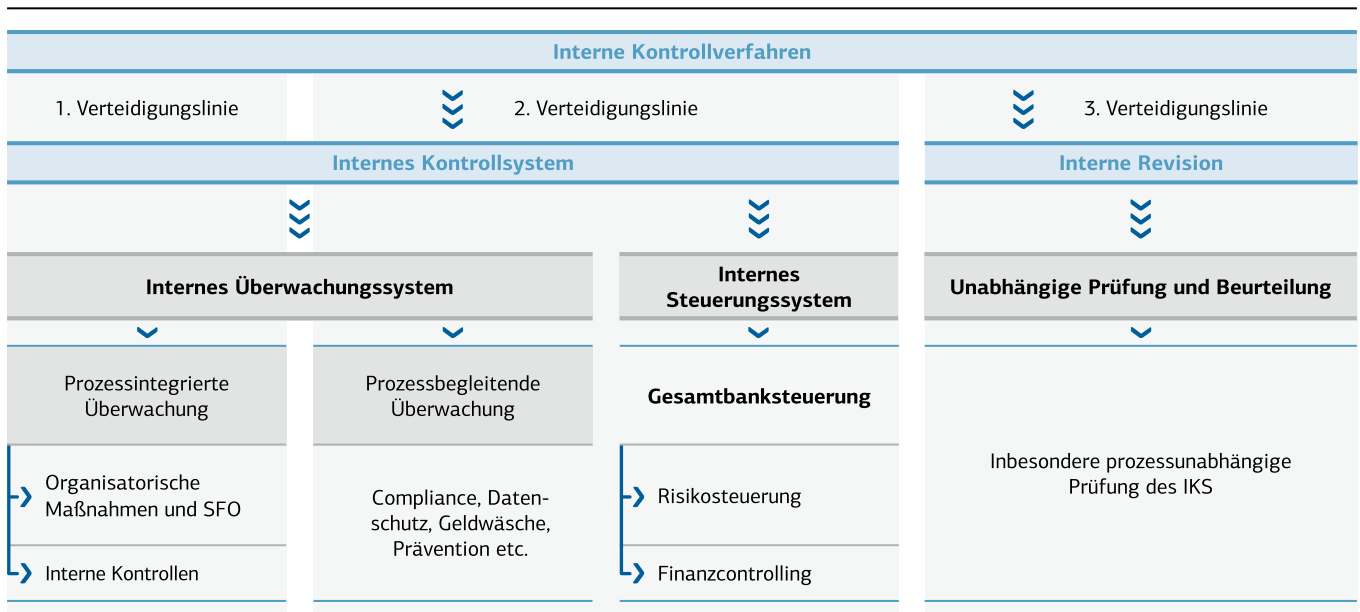 Interne Kontrollverfahren
1. Verteidigungslinie
2. Verteidigungslinie
3. Verteidigungslinie
Internes Kontrollsystem
Interne Revision
Internes Überwachungssystem
Internes
Steuerungssystem
Unabhängige Prüfung und Beurteilung
Prozessintegrierte
Überwachung
Prozessbegleitende
Überwachung
Gesamtbanksteuerung
Organisatorische
Maßnahmen und SFO
Interne Kontrollen
Compliance, Daten-
schutz, Geldwäsche,
Prävention etc.
Risikosteuerung
Finanzcontrolling
Inbesondere prozessunabhängige
Prüfung des IKS